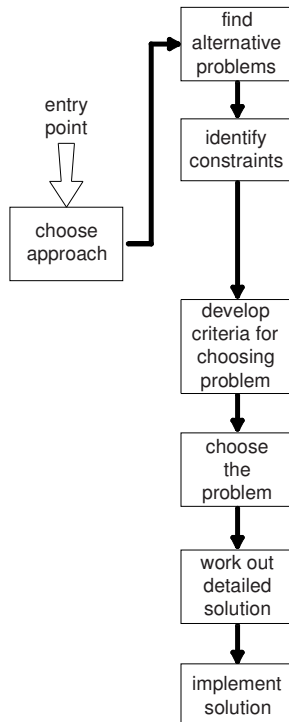 find
alternative
problems
entry
point
identify
constraints
choose
approach
develop
criteria for
choosing
problem
choose
the
problem
work out
detailed
solution
implement
solution